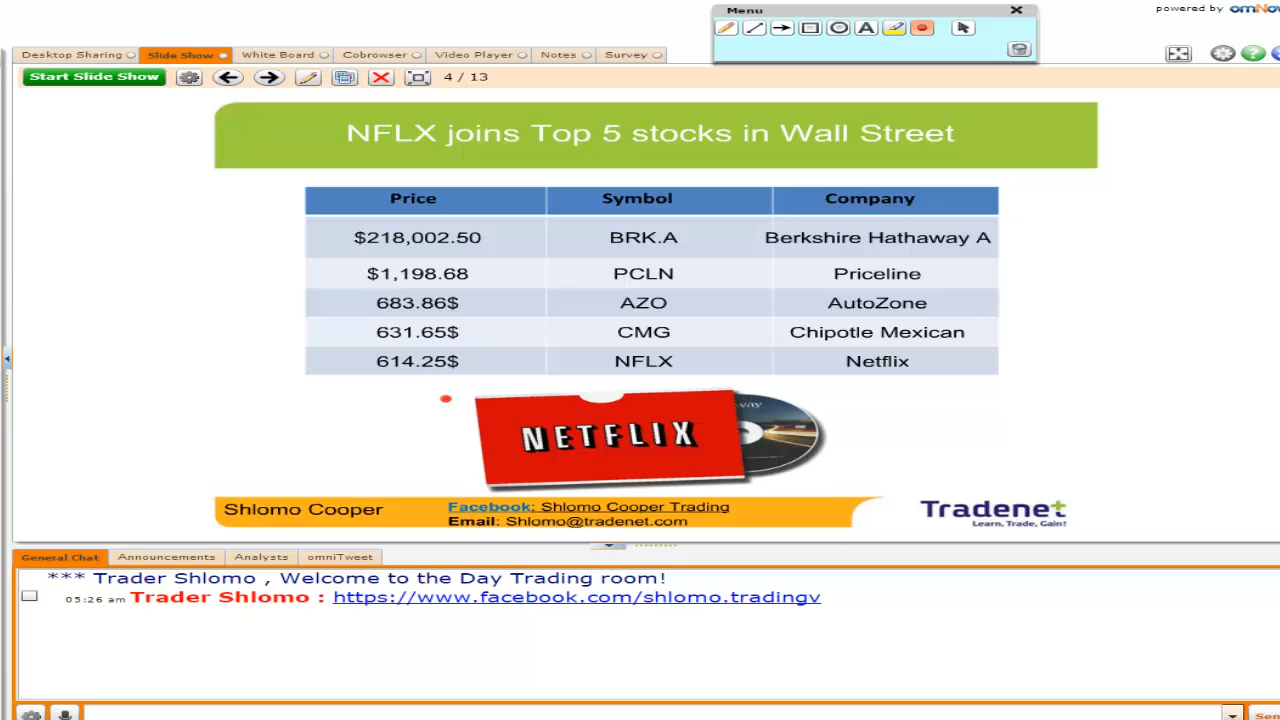 Menu
powered by
Desktop Sharing
Slide Show
White Board
Cobrowser
Video Player
Notes
Survey
A
?
Start Slide Show
4 / 13
NFLX joins Top 5 stocks in Wall Street
Price Symbol Company
$218,002.50 BRK.A Berkshire Hathaway A
$1,198.68 PCLN Priceline
683.86$ AZO AutoZone
631.65$ CMG Chipotle Mexican
614.25$ NFLX Netflix
NETFLIX
Shlomo Cooper
Facebook: Shlomo Cooper Trading
Email: Shlomo@tradenet.com
Tradenet
Learn, Trade, Gain!
General Chat
Announcements
Analysts
omniTweet
*** Trader Shlomo , Welcome to the Day Trading room!
05:26 am Trader Shlomo : https://www.facebook.com/shlomo.tradingv